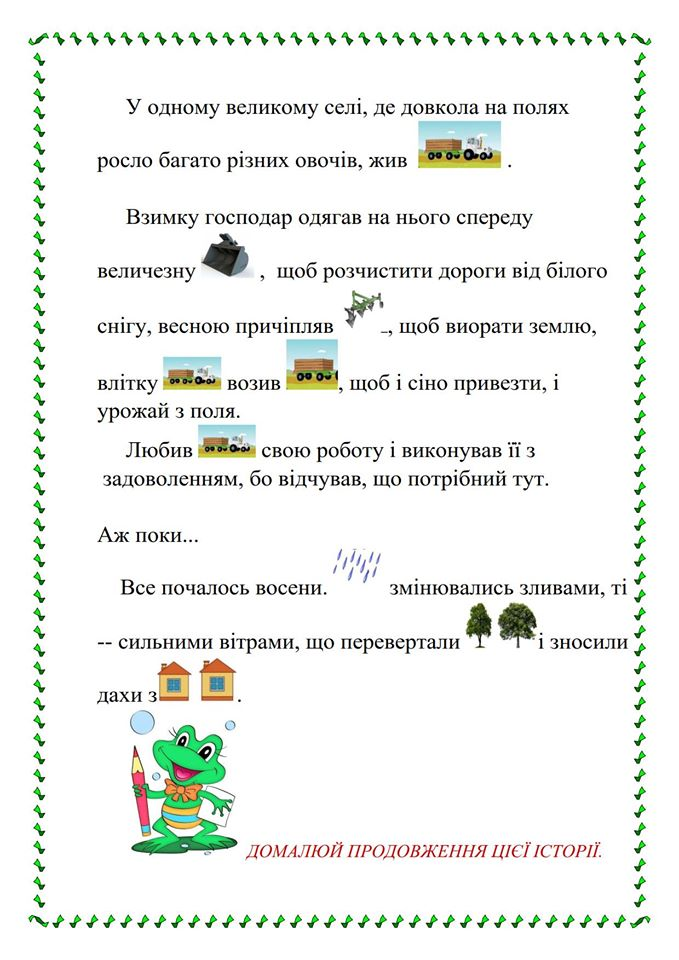 У одному великому селі, де довкола на полях
росло багато різних овочів, жив .
Взимку господар одягав на нього спереду
величезну , щоб розчистити дороги від білого
снігу, весною причіпляв , щоб виорати землю,
влітку возив , щоб і сіно привезти, і
урожай з поля.
Любив свою роботу і виконував її з
задоволенням, бо відчував, що потрібний тут.
Аж поки...
Все почалось восени. змінювались зливами, ті
-- сильними вітрами, що перевертали і зносили
дахи з .
ДОМАЛЮЙ ПРОДОВЖЕННЯ ЦІЄЇ ІСТОРІЇ.